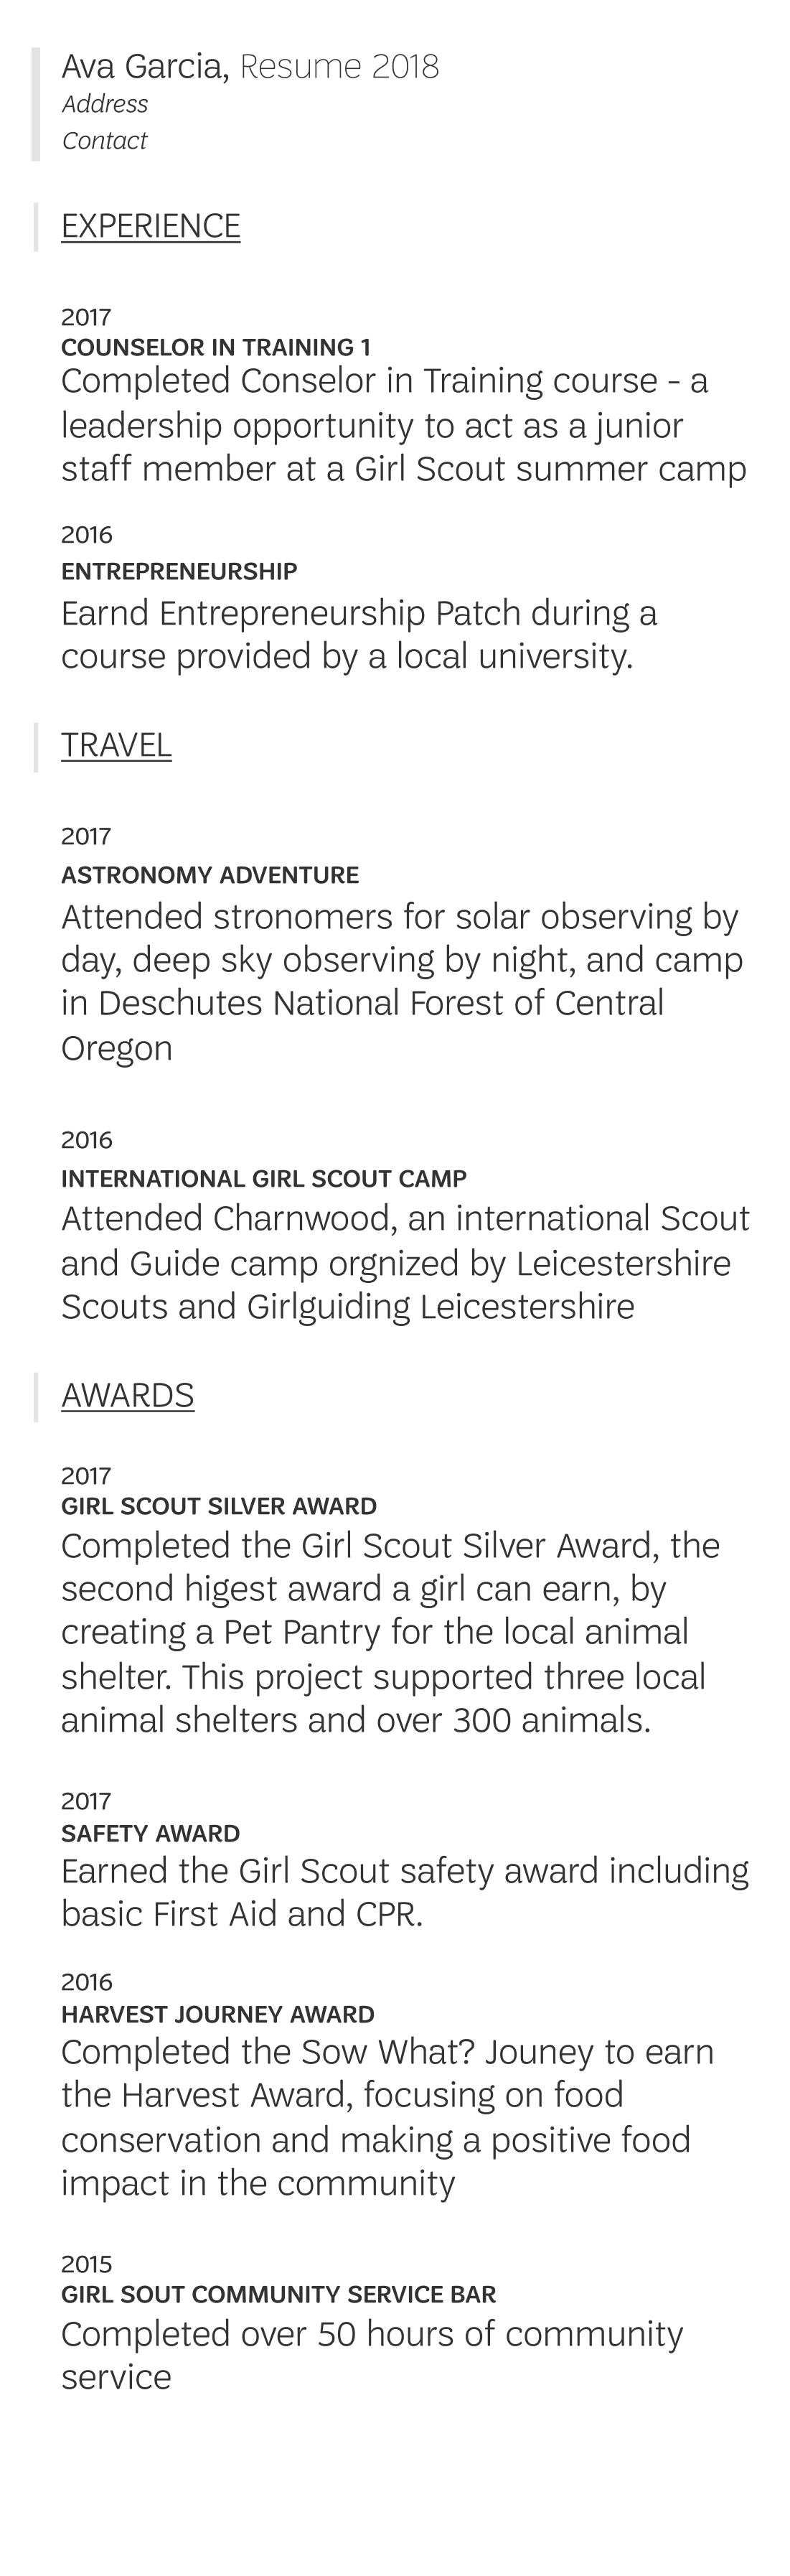 Ava Garcia, Resume 2018
Address
Contact
EXPERIENCE
2017
COUNSELOR IN TRAINING 1
Completed Conselor in Training course - a
leadership opportunity to act as a junior
staff member at a Girl Scout summer camp
2016
ENTREPRENEURSHIP
Earnd Entrepreneurship Patch during a
course provided by a local university.
TRAVEL
2017
ASTRONOMY ADVENTURE
Attended stronomers for solar observing by
day, deep sky observing by night, and camp
in Deschutes National Forest of Central
Oregon
2016
INTERNATIONAL GIRL SCOUT CAMP
Attended Charnwood, an international Scout
and Guide camp orgnized by Leicestershire
Scouts and Girlguiding Leicestershire
AWARDS
2017
GIRL SCOUT SILVER AWARD
Completed the Girl Scout Silver Award, the
second higest award a girl can earn, by
creating a Pet Pantry for the local animal
shelter. This project supported three local
animal shelters and over 300 animals.
2017
SAFETY AWARD
Earned the Girl Scout safety award including
basic First Aid and CPR.
2016
HARVEST JOURNEY AWARD
Completed the Sow What? Jouney to earn
the Harvest Award, focusing on food
conservation and making a positive food
impact in the community
2015
GIRL SOUT COMMUNITY SERVICE BAR
Completed over 50 hours of community
service